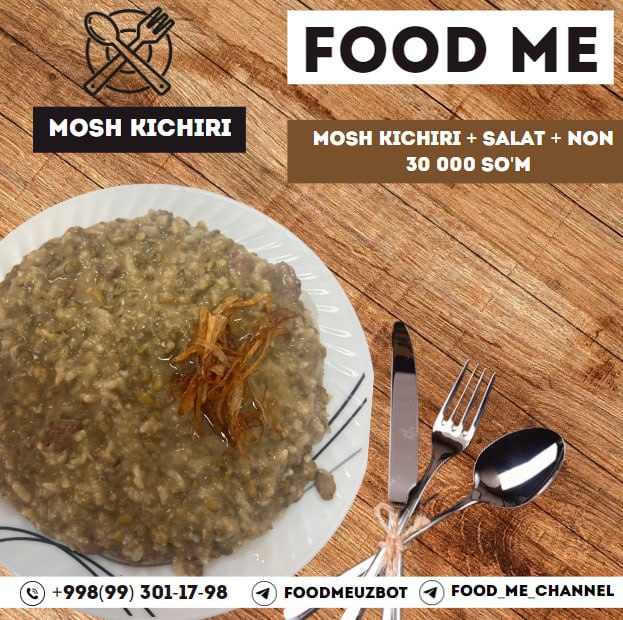 FOOD ME
MOSH KICHIRI
MOSH KICHIRI + SALAT + NON
30 000 SO'M
+998(99) 301-17-98
FOODMEUZBOT
FOOD_ME_CHANNEL